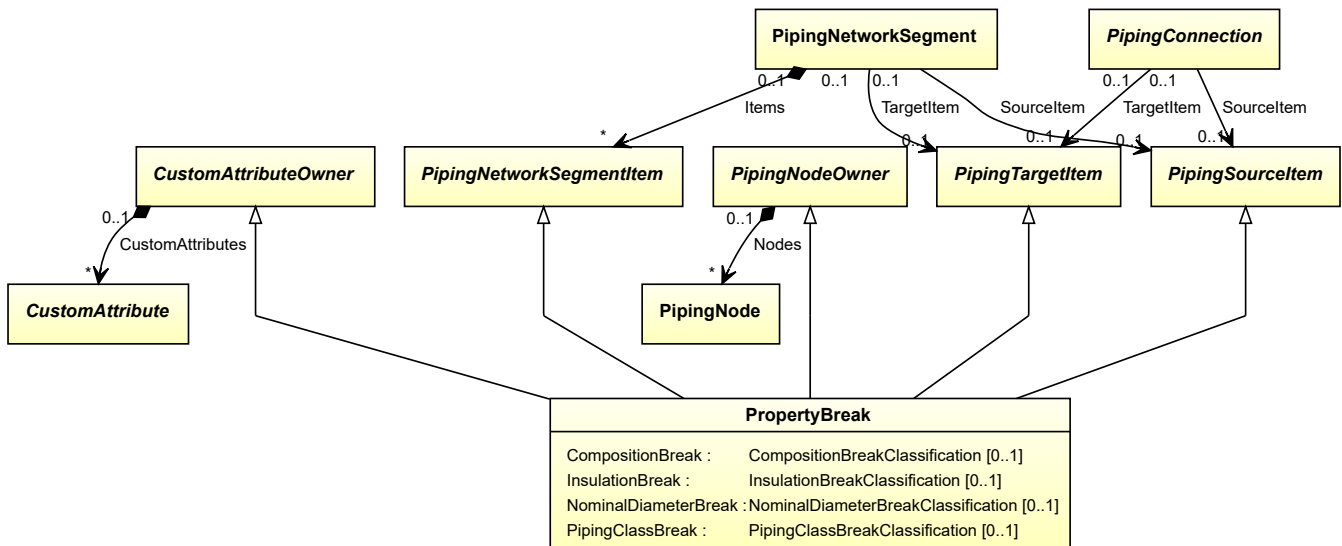 PipingNetworkSegment
PipingConnection
0..1
0..1
0..1
0..1
0..1
Items
TargetItem
SourceItem
TargetItem
SourceItem
*
0..1
0..1
0..1
0..1
CustomAttributeOwner
PipingNetworkSegmentItem
PipingNodeOwner
PipingTargetItem
PipingSourceItem
0..1
0..1
CustomAttributes
Nodes
*
*
CustomAttribute
PipingNode
PropertyBreak
CompositionBreak : CompositionBreakClassification [0..1]
InsulationBreak : InsulationBreakClassification [0..1]
NominalDiameterBreak : NominalDiameterBreakClassification [0..1]
PipingClassBreak : PipingClassBreakClassification [0..1]